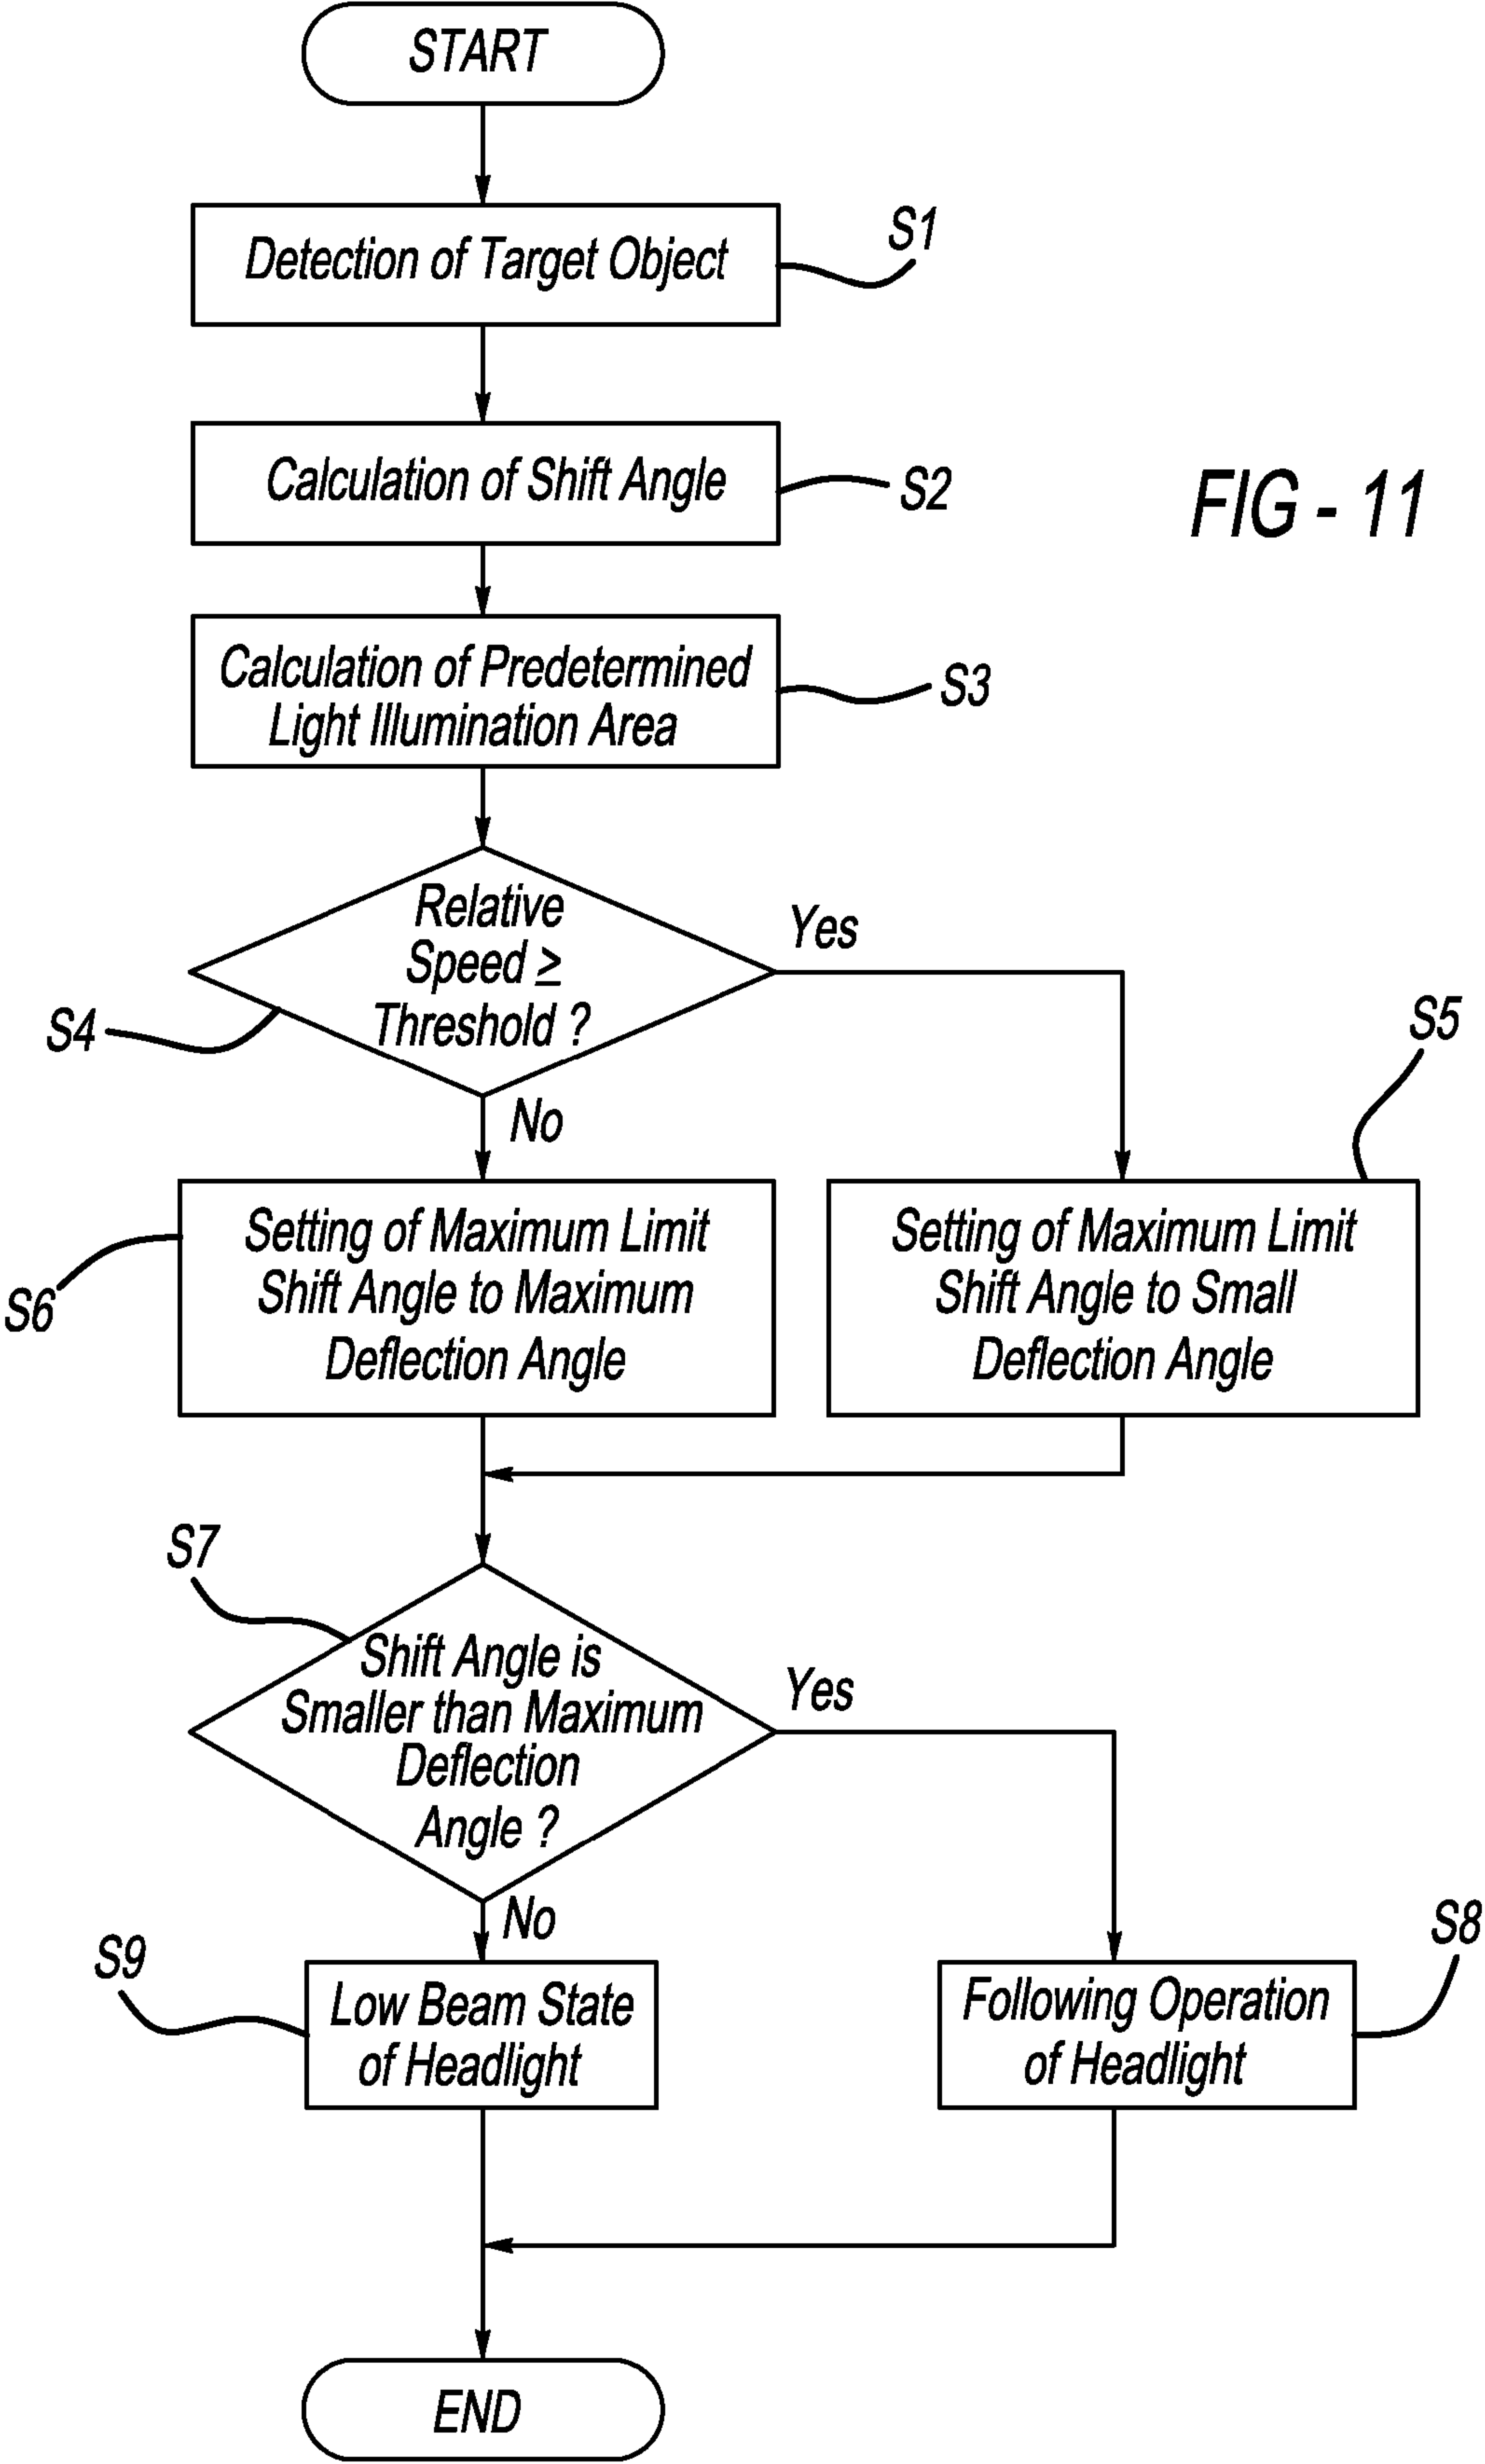 START
Detection of Target Object
S1
Calculation of Shift Angle
S2
FIG - 11
Calculation of Predetermined
Light Illumination Area
S3
Relative
Speed ≥
Threshold ?
Yes
S4
No
S5
Setting of Maximum Limit
Shift Angle to Maximum
Deflection Angle
S6
Setting of Maximum Limit
Shift Angle to Small
Deflection Angle
S7
Shift Angle is
Smaller than Maximum
Deflection
Angle ?
Yes
No
S9
Low Beam State
of Headlight
S8
Following Operation
of Headlight
END